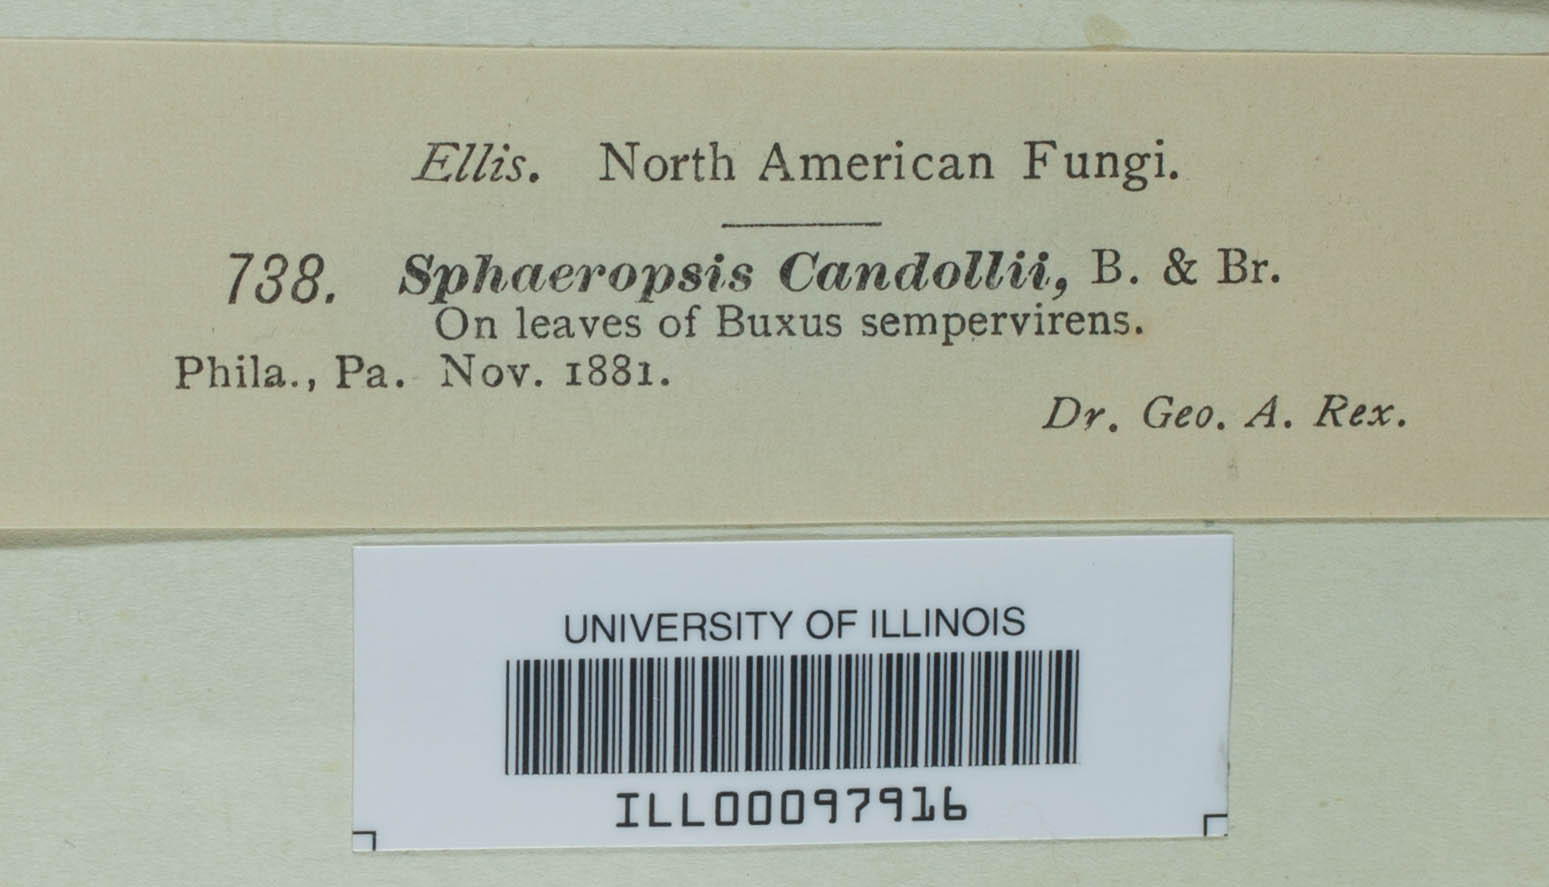 Ellis. North American Fungi.
738. Sphaeropsis Candollii, B. & Br.
On leaves of Buxus sempervirens.
Phila., Pa. Nov. 1881.
Dr. Geo. A. Rex.
UNIVERSITY OF ILLINOIS
ILL00097916